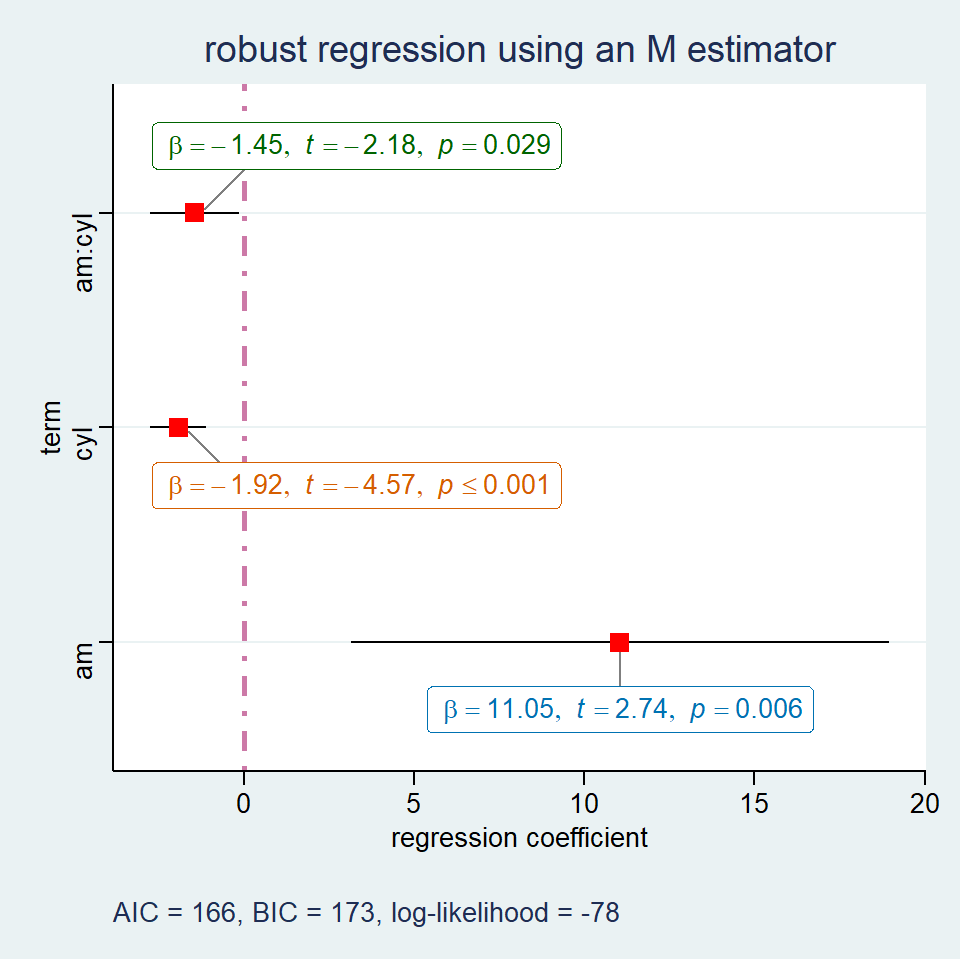 robust regression using an M estimator
β = −1.45, t = −2.18, p = 0.029
am:cyl
term
cyl
β = −1.92, t = −4.57, p ≤ 0.001
am
β = 11.05, t = 2.74, p = 0.006
0 5 10 15 20
regression coefficient
AIC = 166, BIC = 173, log-likelihood = -78